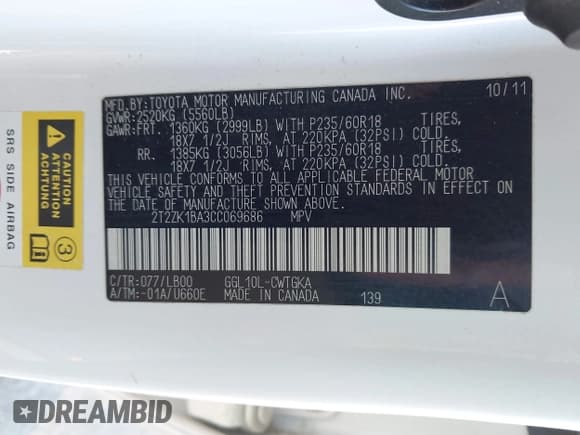 MFD.BY:TOYOTA MOTOR MANUFACTURING CANADA INC. 10/11
GVWR:2520KG (5560LB)
GAWR:FRT. 1360KG (2999LB) WITH P235/60R18 TIRES,
18X7 1/2J RIMS, AT 220KPA (32PSI) COLD.
RR. 1385KG (3056LB) WITH P235/60R18 TIRES,
18X7 1/2J RIMS, AT 220KPA (32PSI) COLD.
THIS VEHICLE CONFORMS TO ALL APPLICABLE FEDERAL MOTOR
VEHICLE SAFETY AND THEFT PREVENTION STANDARDS IN EFFECT ON
THE DATE OF MANUFACTURE SHOWN ABOVE.
2T2ZK1BA3CC069686 MPV
C/TR:077/LB00 GGL10L-CWTGKA
A/TM:-01A/U660E MADE IN CANADA 139 A
SRS SIDE AIRBAG
CAUTION
ATTENTION
ACHTUNG
3
DREAMBID